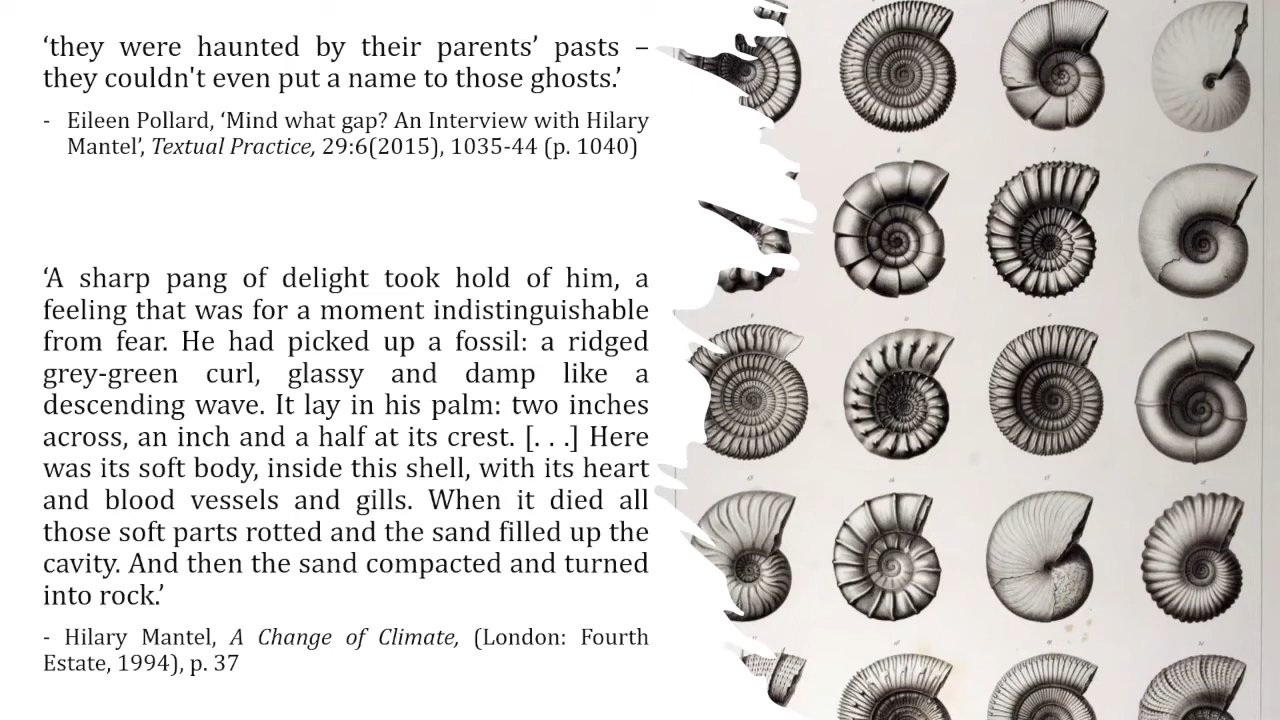 ‘they were haunted by their parents’ pasts –
they couldn't even put a name to those ghosts.’
- Eileen Pollard, ‘Mind what gap? An Interview with Hilary
Mantel’, Textual Practice, 29:6(2015), 1035-44 (p. 1040)
‘A sharp pang of delight took hold of him, a
feeling that was for a moment indistinguishable
from fear. He had picked up a fossil: a ridged
grey-green curl, glassy and damp like a
descending wave. It lay in his palm: two inches
across, an inch and a half at its crest. [. . .] Here
was its soft body, inside this shell, with its heart
and blood vessels and gills. When it died all
those soft parts rotted and the sand filled up the
cavity. And then the sand compacted and turned
into rock.’
- Hilary Mantel, A Change of Climate, (London: Fourth
Estate, 1994), p. 37